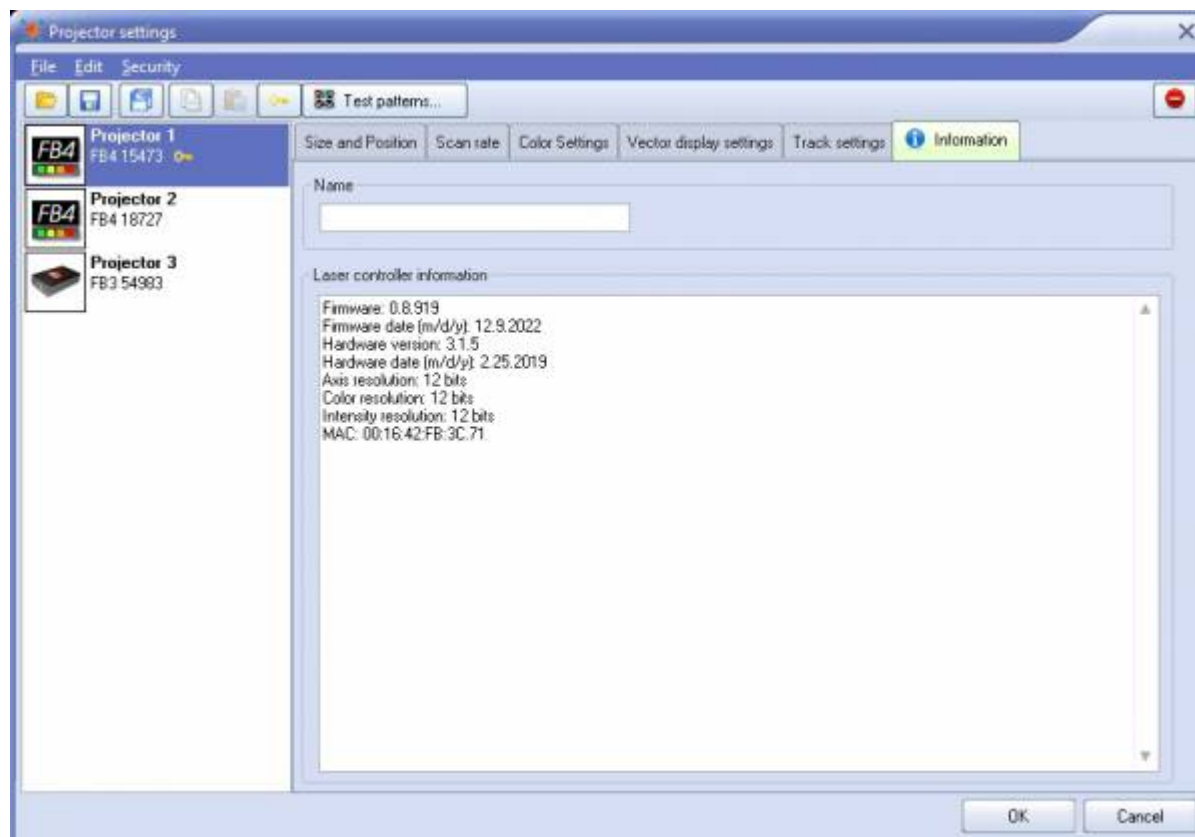 Projector settings
File Edit Security
Test patterns...
Projector 1
FB4 15473
Projector 2
FB4 18727
Projector 3
FB3 54983
FB4
FB4
Size and Position Scan rate Color Settings Vector display settings Track settings Information
Name
Laser controller information
Firmware: 0.8.919
Firmware date (m/d/y): 12.9.2022
Hardware version: 3.1.5
Hardware date (m/d/y): 2.25.2019
Axis resolution: 12 bits
Color resolution: 12 bits
Intensity resolution: 12 bits
MAC: 00:16:42:FB:3C:71
OK Cancel